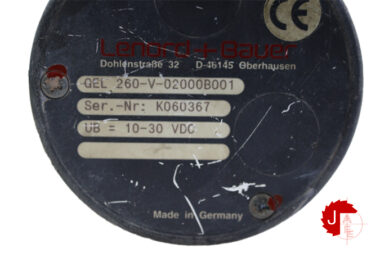 CE
Lenord+Bauer
Dohlenstraße 32 D-46145 Oberhausen
GEL 260-V-02000B001
Ser.-Nr: K060367
UB = 10-30 VDC
Made in Germany